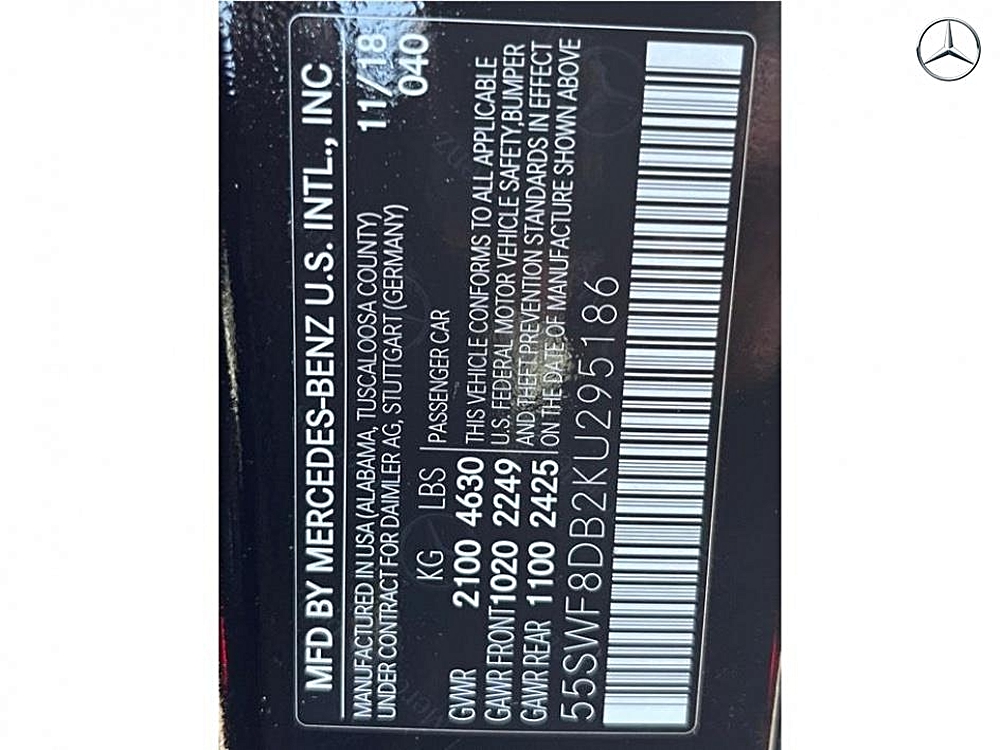 MFD BY MERCEDES-BENZ U.S. INTL., INC
MANUFACTURED IN USA (ALABAMA, TUSCALOOSA COUNTY) 11/18
UNDER CONTRACT FOR DAIMLER AG, STUTTGART (GERMANY) 040
KG LBS PASSENGER CAR
GWWR 2100 4630 THIS VEHICLE CONFORMS TO ALL APPLICABLE
GAWR FRONT 1020 2249 U.S. FEDERAL MOTOR VEHICLE SAFETY, BUMPER
GAWR REAR 1100 2425 AND THEFT PREVENTION STANDARDS IN EFFECT
ON THE DATE OF MANUFACTURE SHOWN ABOVE
55SWF8DB2KU295186